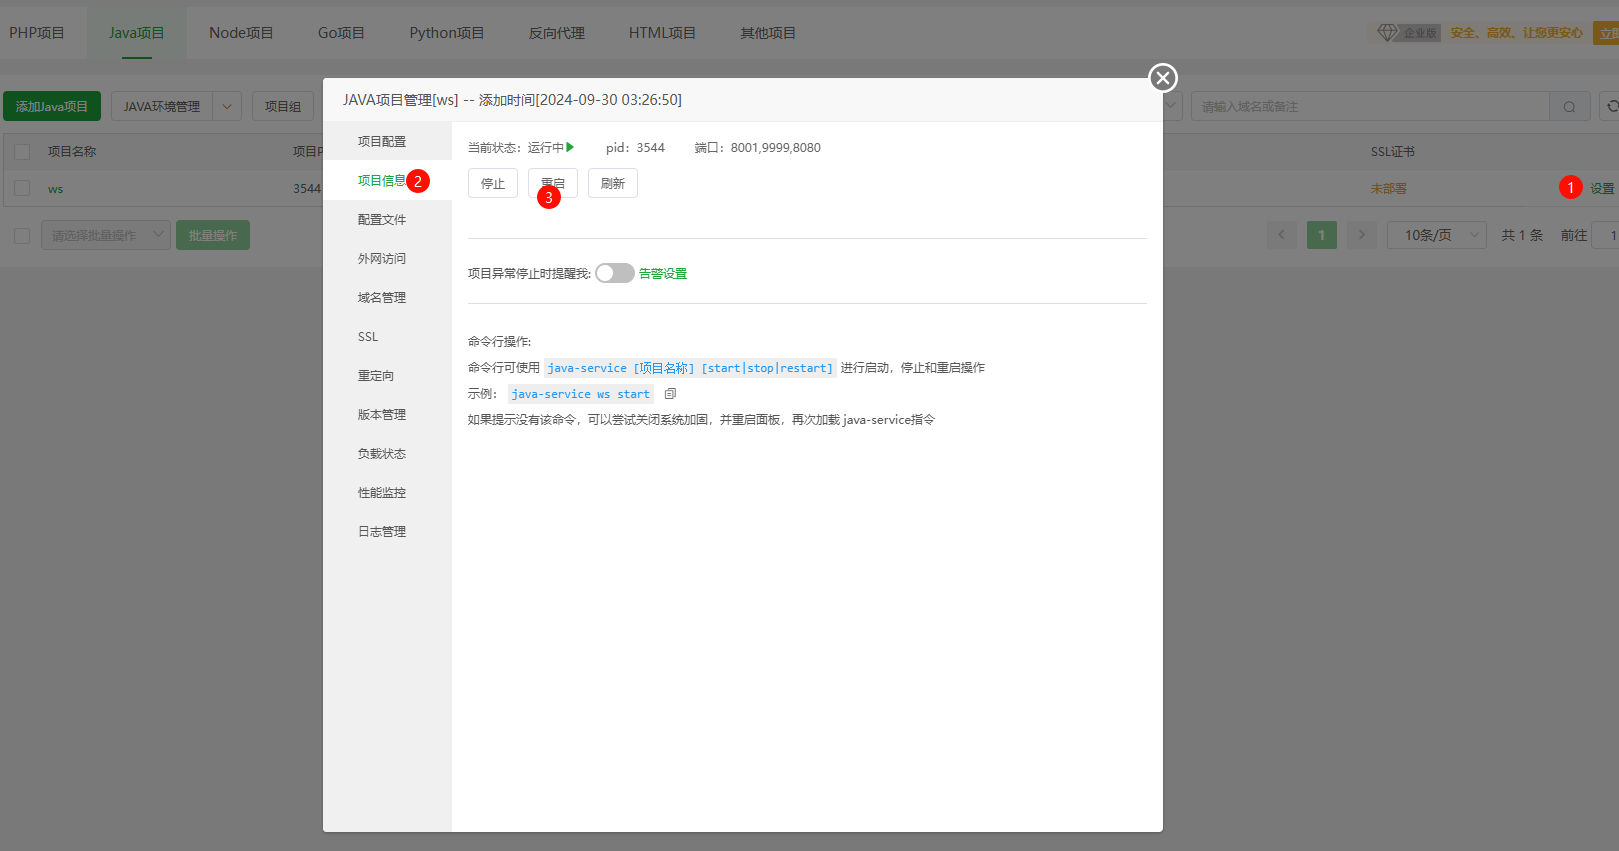 PHP项目 Java项目 Node项目 Go项目 Python项目 反向代理 HTML项目 其他项目 企业版 安全、高效、让您更安心
添加Java项目 JAVA环境管理 项目组 请输入域名或备注
项目名称 SSL证书
ws 3544 未部署 1 设置
请选择批量操作 批量操作 1 10条/页 共 1 条 前往 1
JAVA项目管理[ws] -- 添加时间[2024-09-30 03:26:50]
项目配置
项目信息 2
配置文件
外网访问
域名管理
SSL
重定向
版本管理
负载状态
性能监控
日志管理
当前状态：运行中 pid：3544 端口：8001,9999,8080
停止 重启 刷新
3
项目异常停止时提醒我: 告警设置
命令行操作:
命令行可使用 java-service [项目名称] [start|stop|restart] 进行启动，停止和重启操作
示例： java-service ws start
如果提示没有该命令，可以尝试关闭系统加固，并重启面板，再次加载 java-service指令